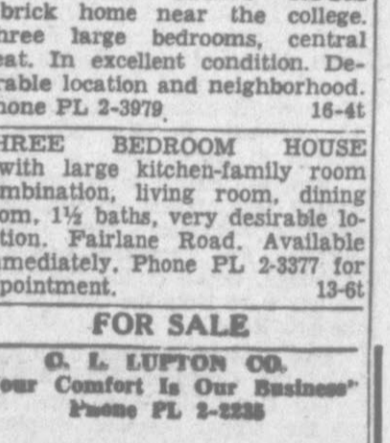 brick home near the college.
hree large bedrooms, central
eat. In excellent condition. De-
rable location and neighborhood.
hone PL 2-3979. 16-4t
HREE BEDROOM HOUSE
with large kitchen-family room
mbination, living room, dining
om, 1½ baths, very desirable lo-
tion. Fairlane Road. Available
mmediately. Phone PL 2-3377 for
pointment. 13-6t
FOR SALE
O. L. LUPTON CO.
our Comfort Is Our Business"
Phone PL 2-2235